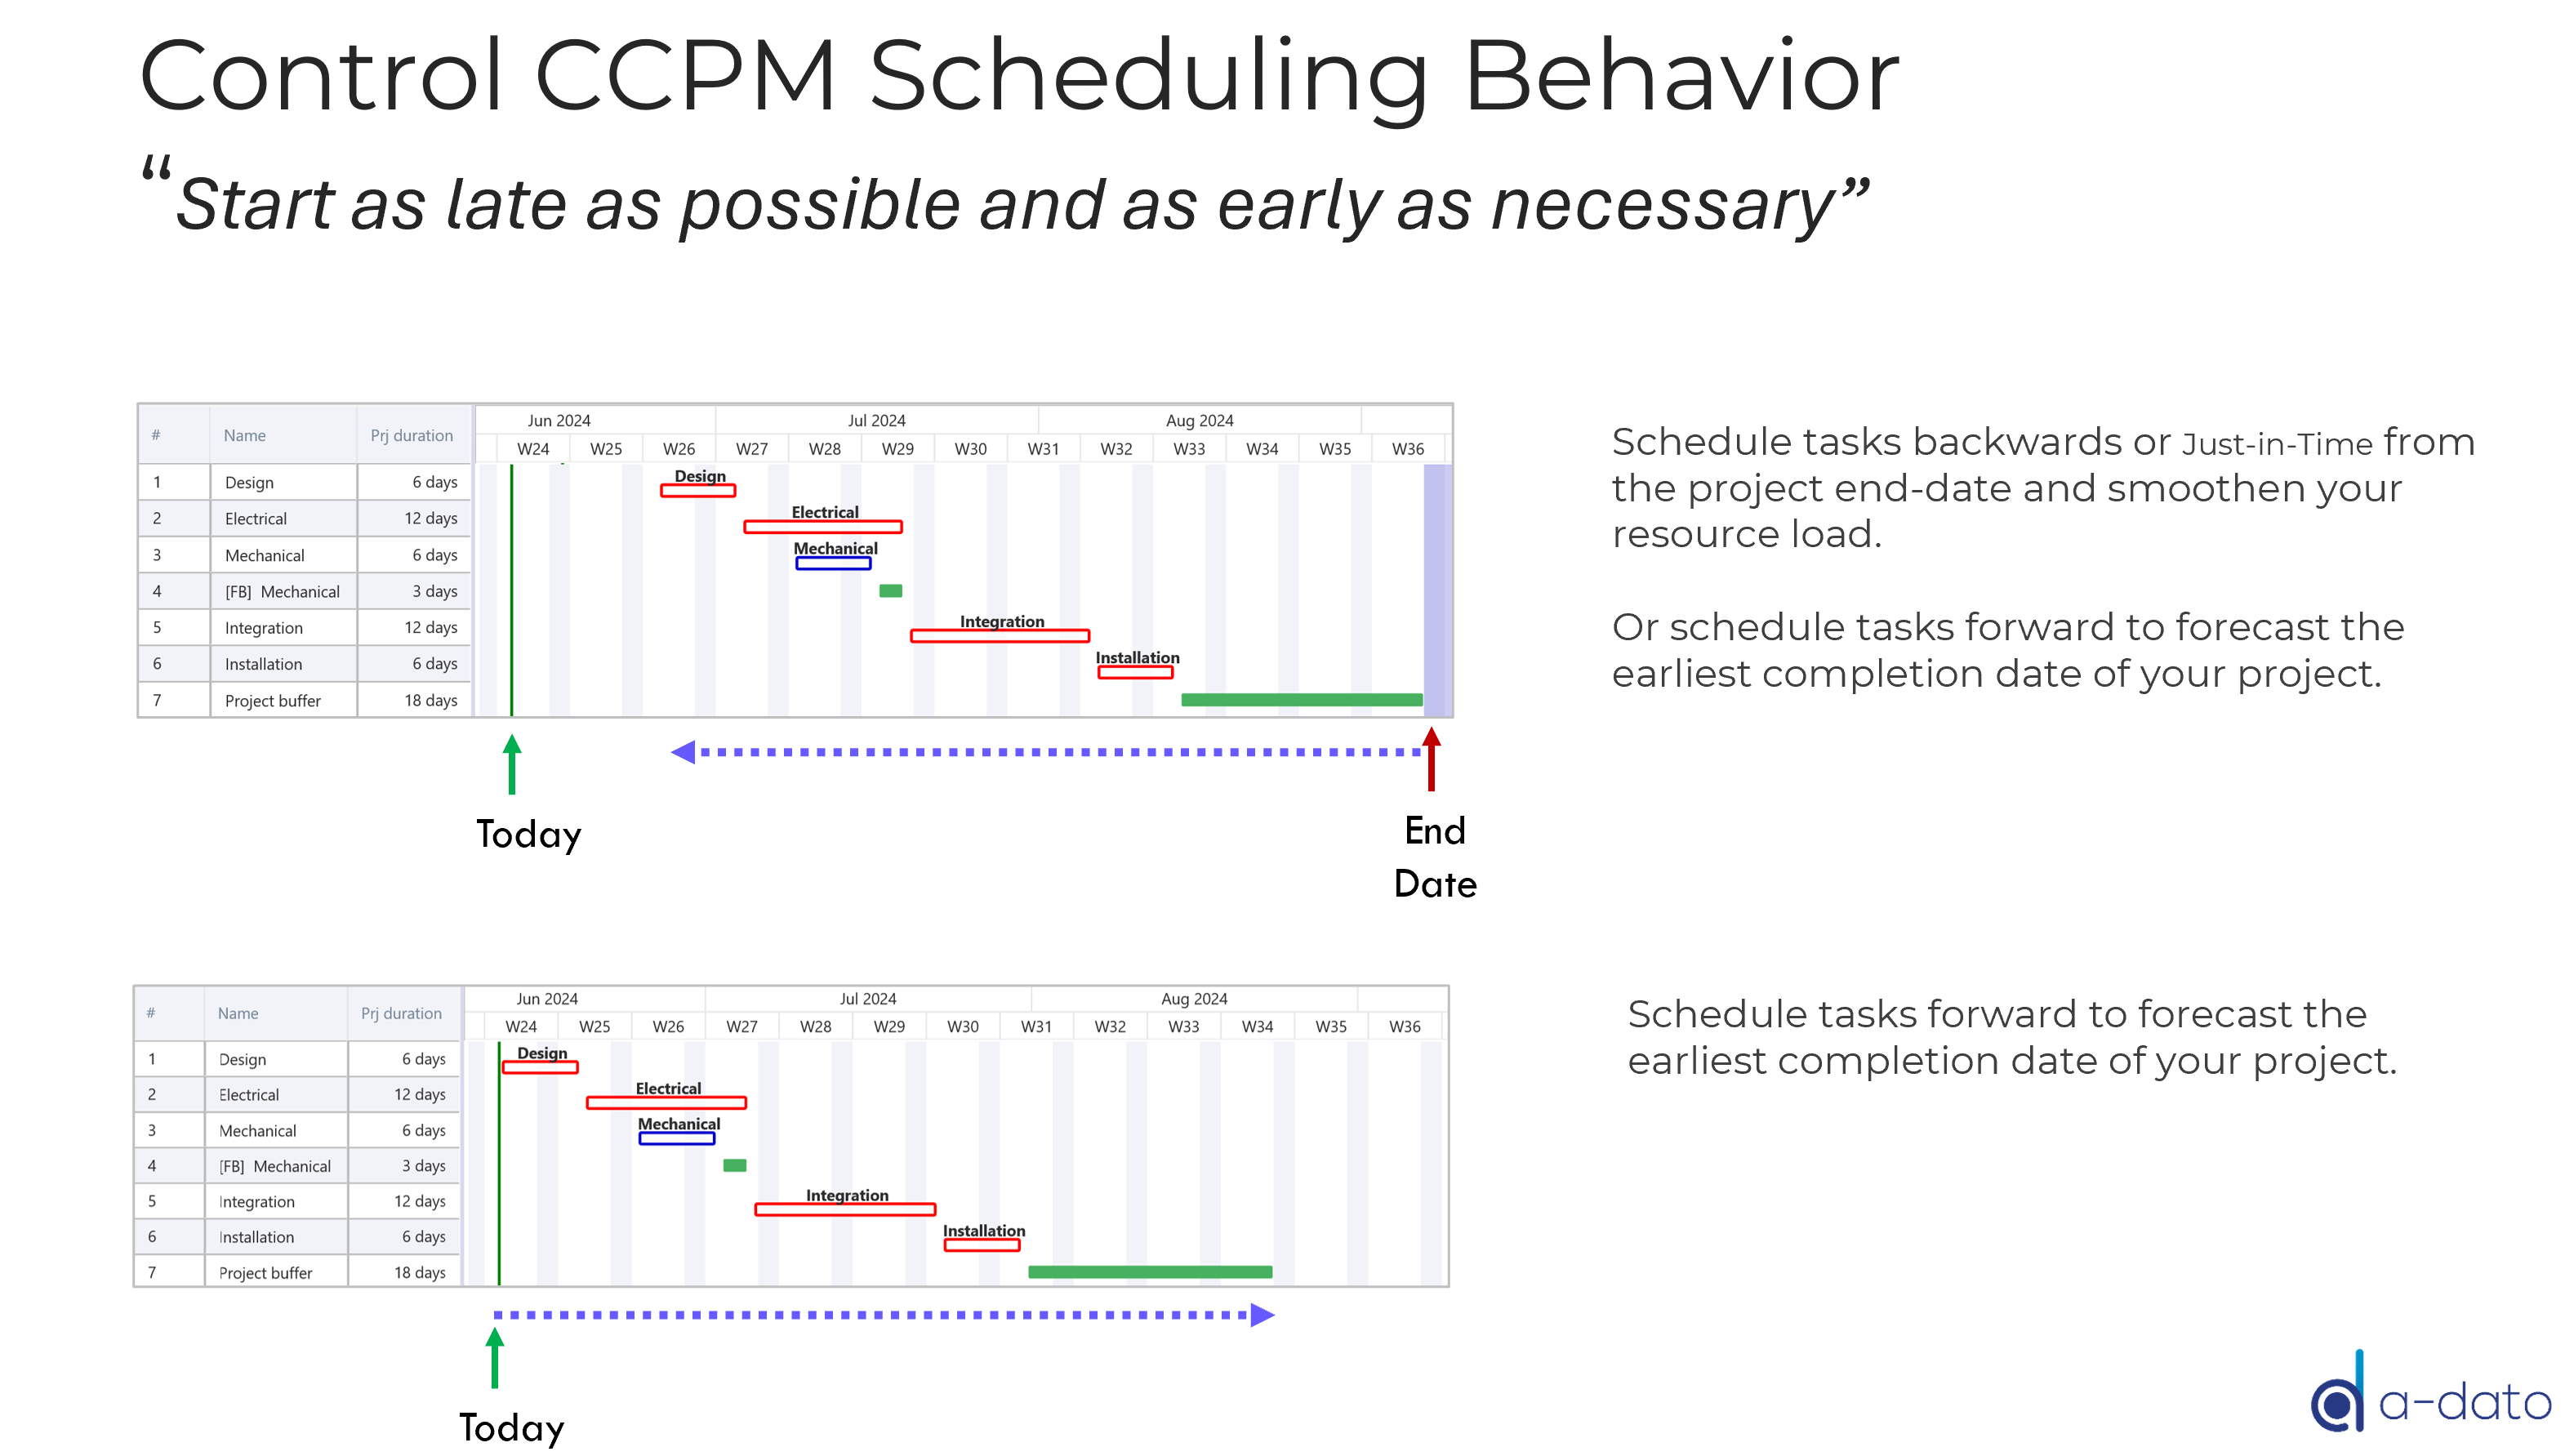 Control CCPM Scheduling Behavior
“Start as late as possible and as early as necessary”
# Name Prj duration
Jun 2024 Jul 2024 Aug 2024
W24 W25 W26 W27 W28 W29 W30 W31 W32 W33 W34 W35 W36
1 Design 6 days
Design
2 Electrical 12 days
Electrical
3 Mechanical 6 days
Mechanical
4 [FB] Mechanical 3 days
5 Integration 12 days
Integration
6 Installation 6 days
Installation
7 Project buffer 18 days
Today
End
Date
Schedule tasks backwards or Just-in-Time from
the project end-date and smoothen your
resource load.
Or schedule tasks forward to forecast the
earliest completion date of your project.
# Name Prj duration
Jun 2024 Jul 2024 Aug 2024
W24 W25 W26 W27 W28 W29 W30 W31 W32 W33 W34 W35 W36
1 Design 6 days
Design
2 Electrical 12 days
Electrical
3 Mechanical 6 days
Mechanical
4 [FB] Mechanical 3 days
5 Integration 12 days
Integration
6 Installation 6 days
Installation
7 Project buffer 18 days
Today
Schedule tasks forward to forecast the
earliest completion date of your project.
a-dato